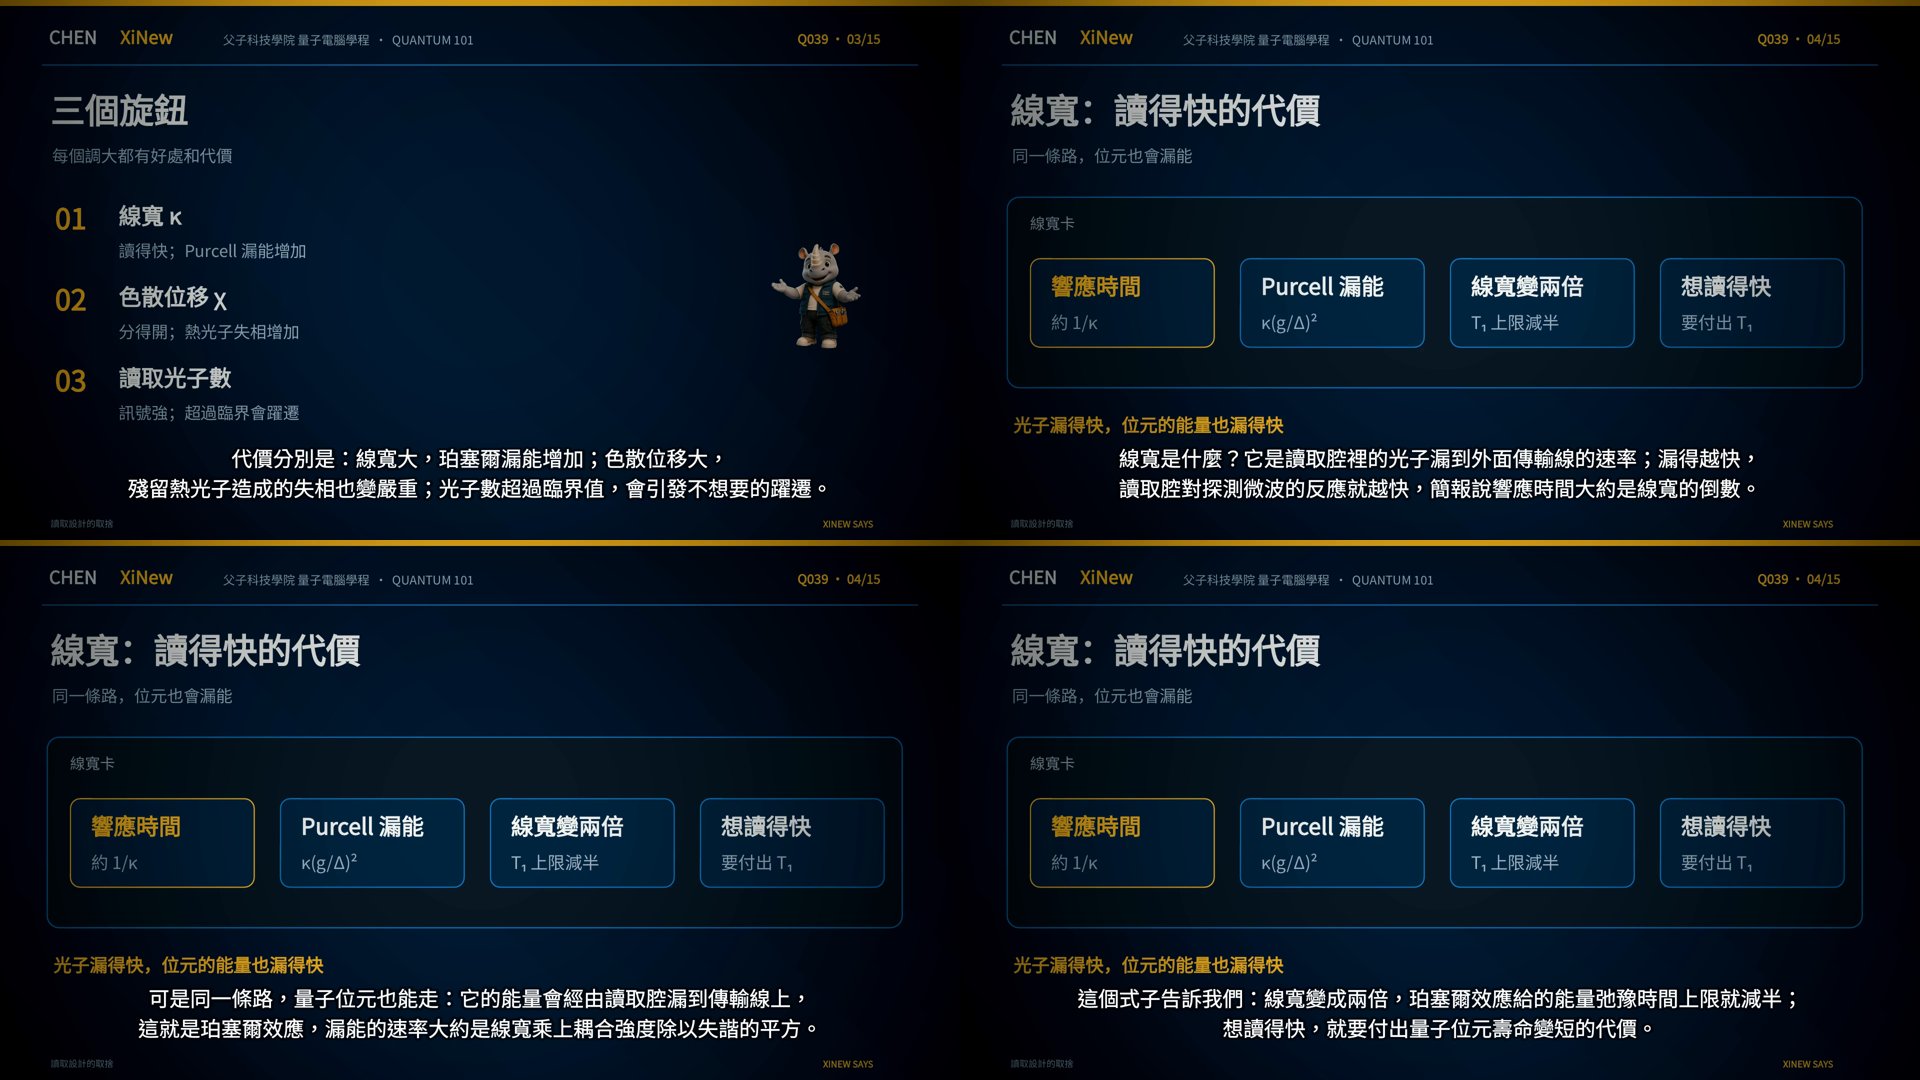 CHEN XiNew 父子科技學院 量子電腦學程 · QUANTUM 101 Q039 · 03/15
三個旋鈕
每個調大都有好處和代價
01 線寬 κ
讀得快；Purcell 漏能增加
02 色散位移 χ
分得開；熱光子失相增加
03 讀取光子數
訊號強；超過臨界會躍遷
代價分別是：線寬大，珀塞爾漏能增加；色散位移大，
殘留熱光子造成的失相也變嚴重；光子數超過臨界值，會引發不想要的躍遷。
讀取設計的取捨 XINEW SAYS
CHEN XiNew 父子科技學院 量子電腦學程 · QUANTUM 101 Q039 · 04/15
線寬：讀得快的代價
同一條路，位元也會漏能
線寬卡
響應時間 Purcell 漏能 線寬變兩倍 想讀得快
約 1/κ κ(g/Δ)² T₁ 上限減半 要付出 T₁
光子漏得快，位元的能量也漏得快
線寬是什麼？它是讀取腔裡的光子漏到外面傳輸線的速率；漏得越快，
讀取腔對探測微波的反應就越快，簡報說響應時間大約是線寬的倒數。
讀取設計的取捨 XINEW SAYS
CHEN XiNew 父子科技學院 量子電腦學程 · QUANTUM 101 Q039 · 04/15
線寬：讀得快的代價
同一條路，位元也會漏能
線寬卡
響應時間 Purcell 漏能 線寬變兩倍 想讀得快
約 1/κ κ(g/Δ)² T₁ 上限減半 要付出 T₁
光子漏得快，位元的能量也漏得快
可是同一條路，量子位元也能走：它的能量會經由讀取腔漏到傳輸線上，
這就是珀塞爾效應，漏能的速率大約是線寬乘上耦合強度除以失諧的平方。
讀取設計的取捨 XINEW SAYS
CHEN XiNew 父子科技學院 量子電腦學程 · QUANTUM 101 Q039 · 04/15
線寬：讀得快的代價
同一條路，位元也會漏能
線寬卡
響應時間 Purcell 漏能 線寬變兩倍 想讀得快
約 1/κ κ(g/Δ)² T₁ 上限減半 要付出 T₁
光子漏得快，位元的能量也漏得快
這個式子告訴我們：線寬變成兩倍，珀塞爾效應給的能量弛豫時間上限就減半；
想讀得快，就要付出量子位元壽命變短的代價。
讀取設計的取捨 XINEW SAYS